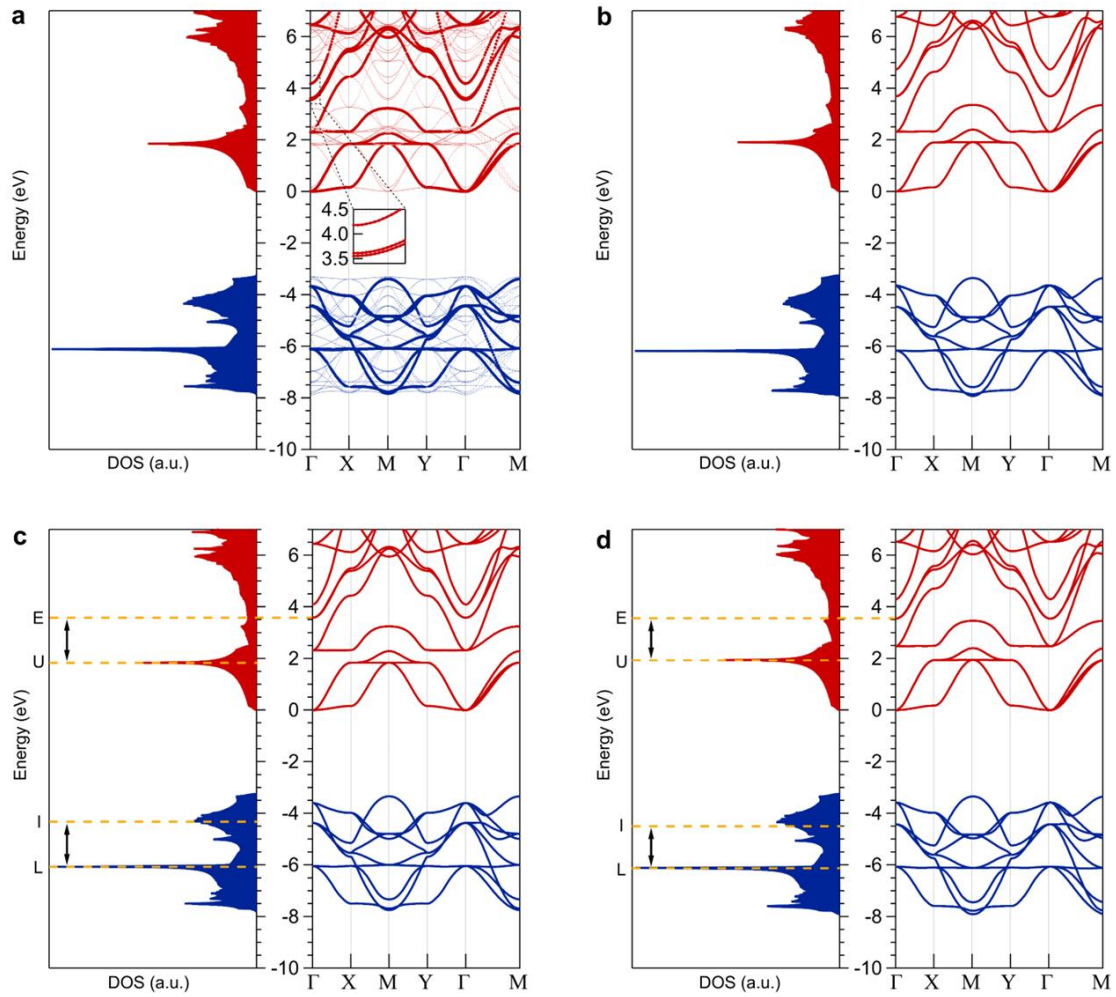 a
b
6
4
2
0
-2
-4
-6
-8
-10
Energy (eV)
4.5
4.0
3.5
DOS (a.u.)
Γ X M Y Γ M
6
4
2
0
-2
-4
-6
-8
-10
Energy (eV)
DOS (a.u.)
Γ X M Y Γ M
c
d
E
U
I
L
6
4
2
0
-2
-4
-6
-8
-10
Energy (eV)
DOS (a.u.)
Γ X M Y Γ M
E
U
I
L
6
4
2
0
-2
-4
-6
-8
-10
Energy (eV)
DOS (a.u.)
Γ X M Y Γ M